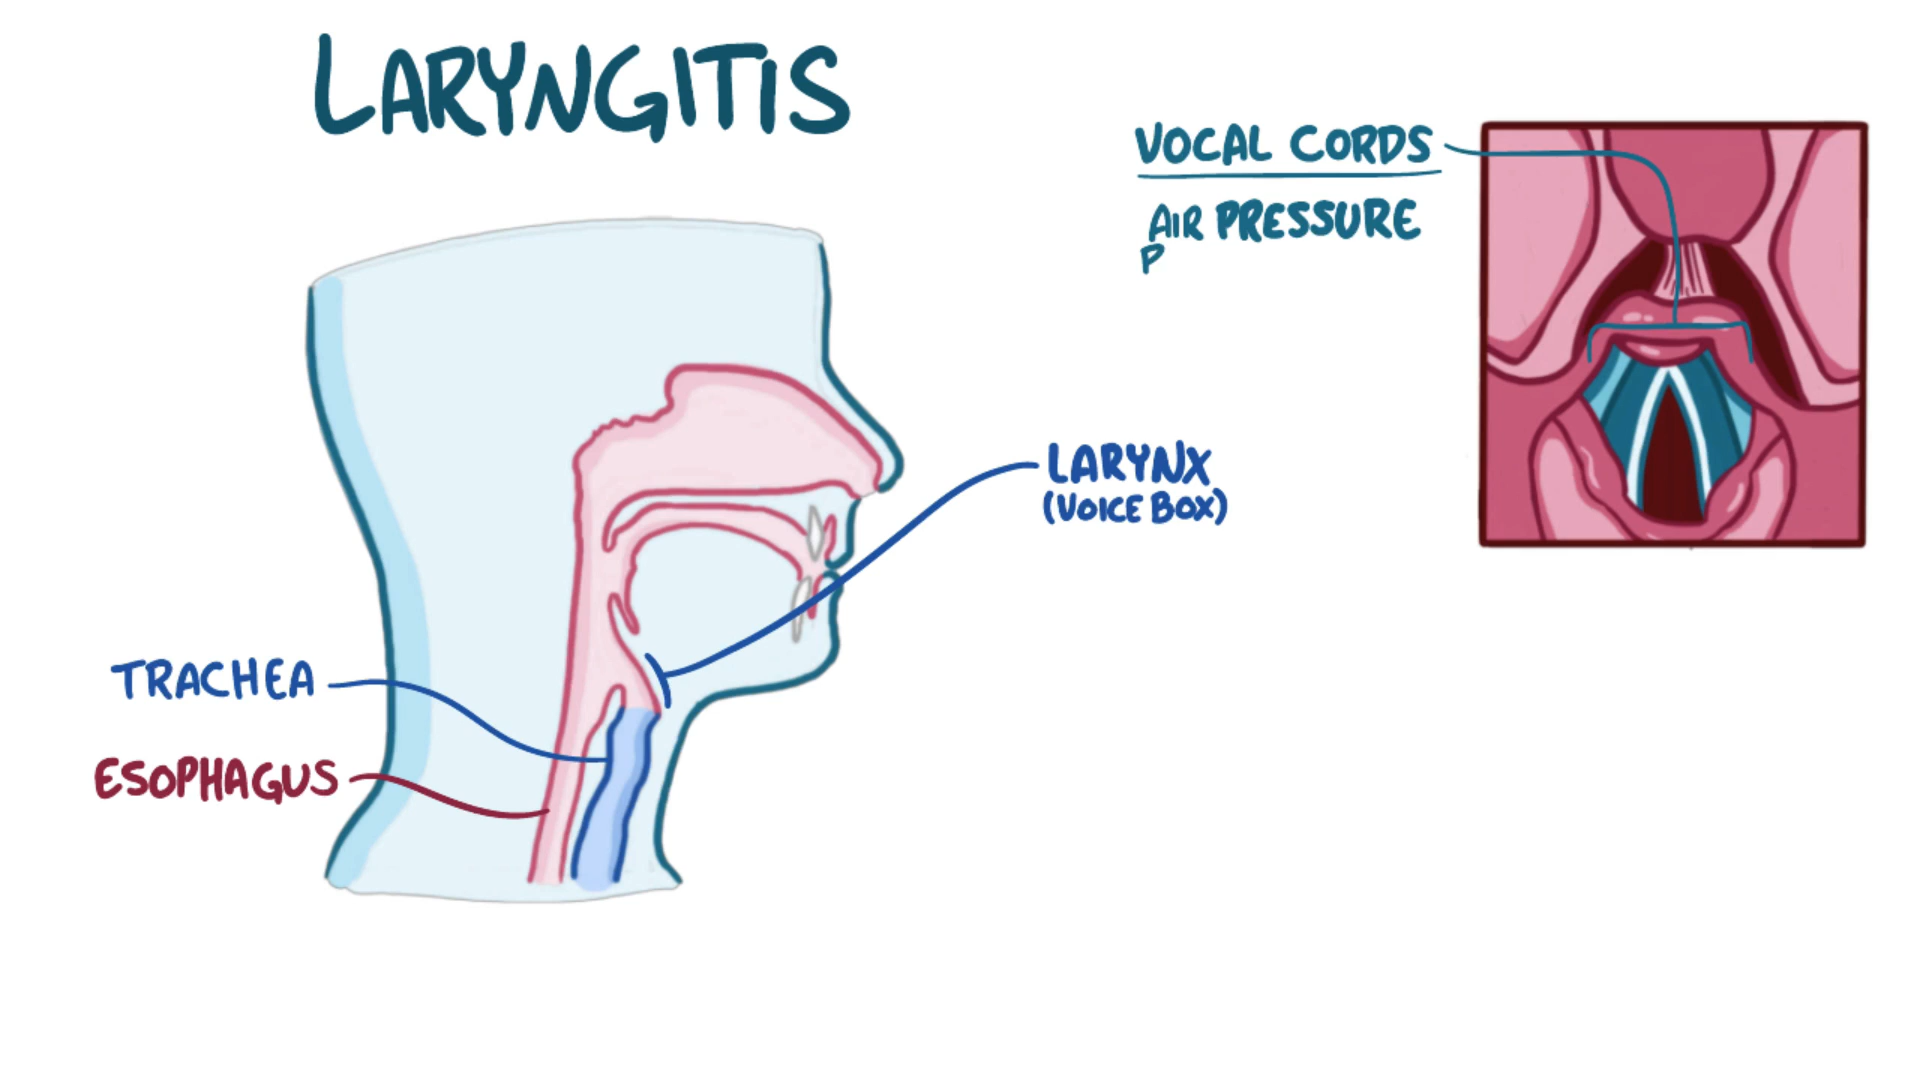 LARYNGITIS
VOCAL CORDS
AIR PRESSURE
P
LARYNX
(VOICE BOX)
TRACHEA
ESOPHAGUS